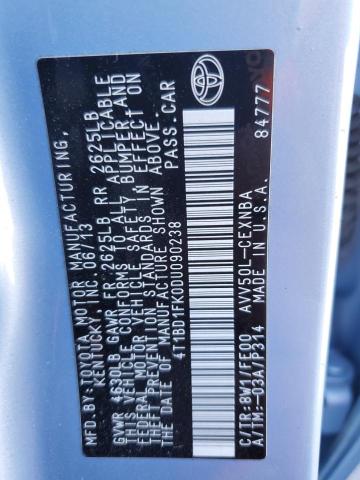 MFD.BY:TOYOTA MOTOR MANUFACTURING,
KENTUCKY, INC. 06/13
GVWR 4630LB GAWR FR 2625LB RR 2625LB
THIS VEHICLE CONFORMS TO ALL APPLICABLE
FEDERAL MOTOR VEHICLE SAFETY, BUMPER, AND
THEFT PREVENTION STANDARDS IN EFFECT ON
THE DATE OF MANUFACTURE SHOWN ABOVE.
4T1BD1FK0DU090238 PASS.CAR
C/TR:8W1/FE00 AVV50L-CEXNBA
A/TM:-03A/P314 MADE IN U.S.A.
84777